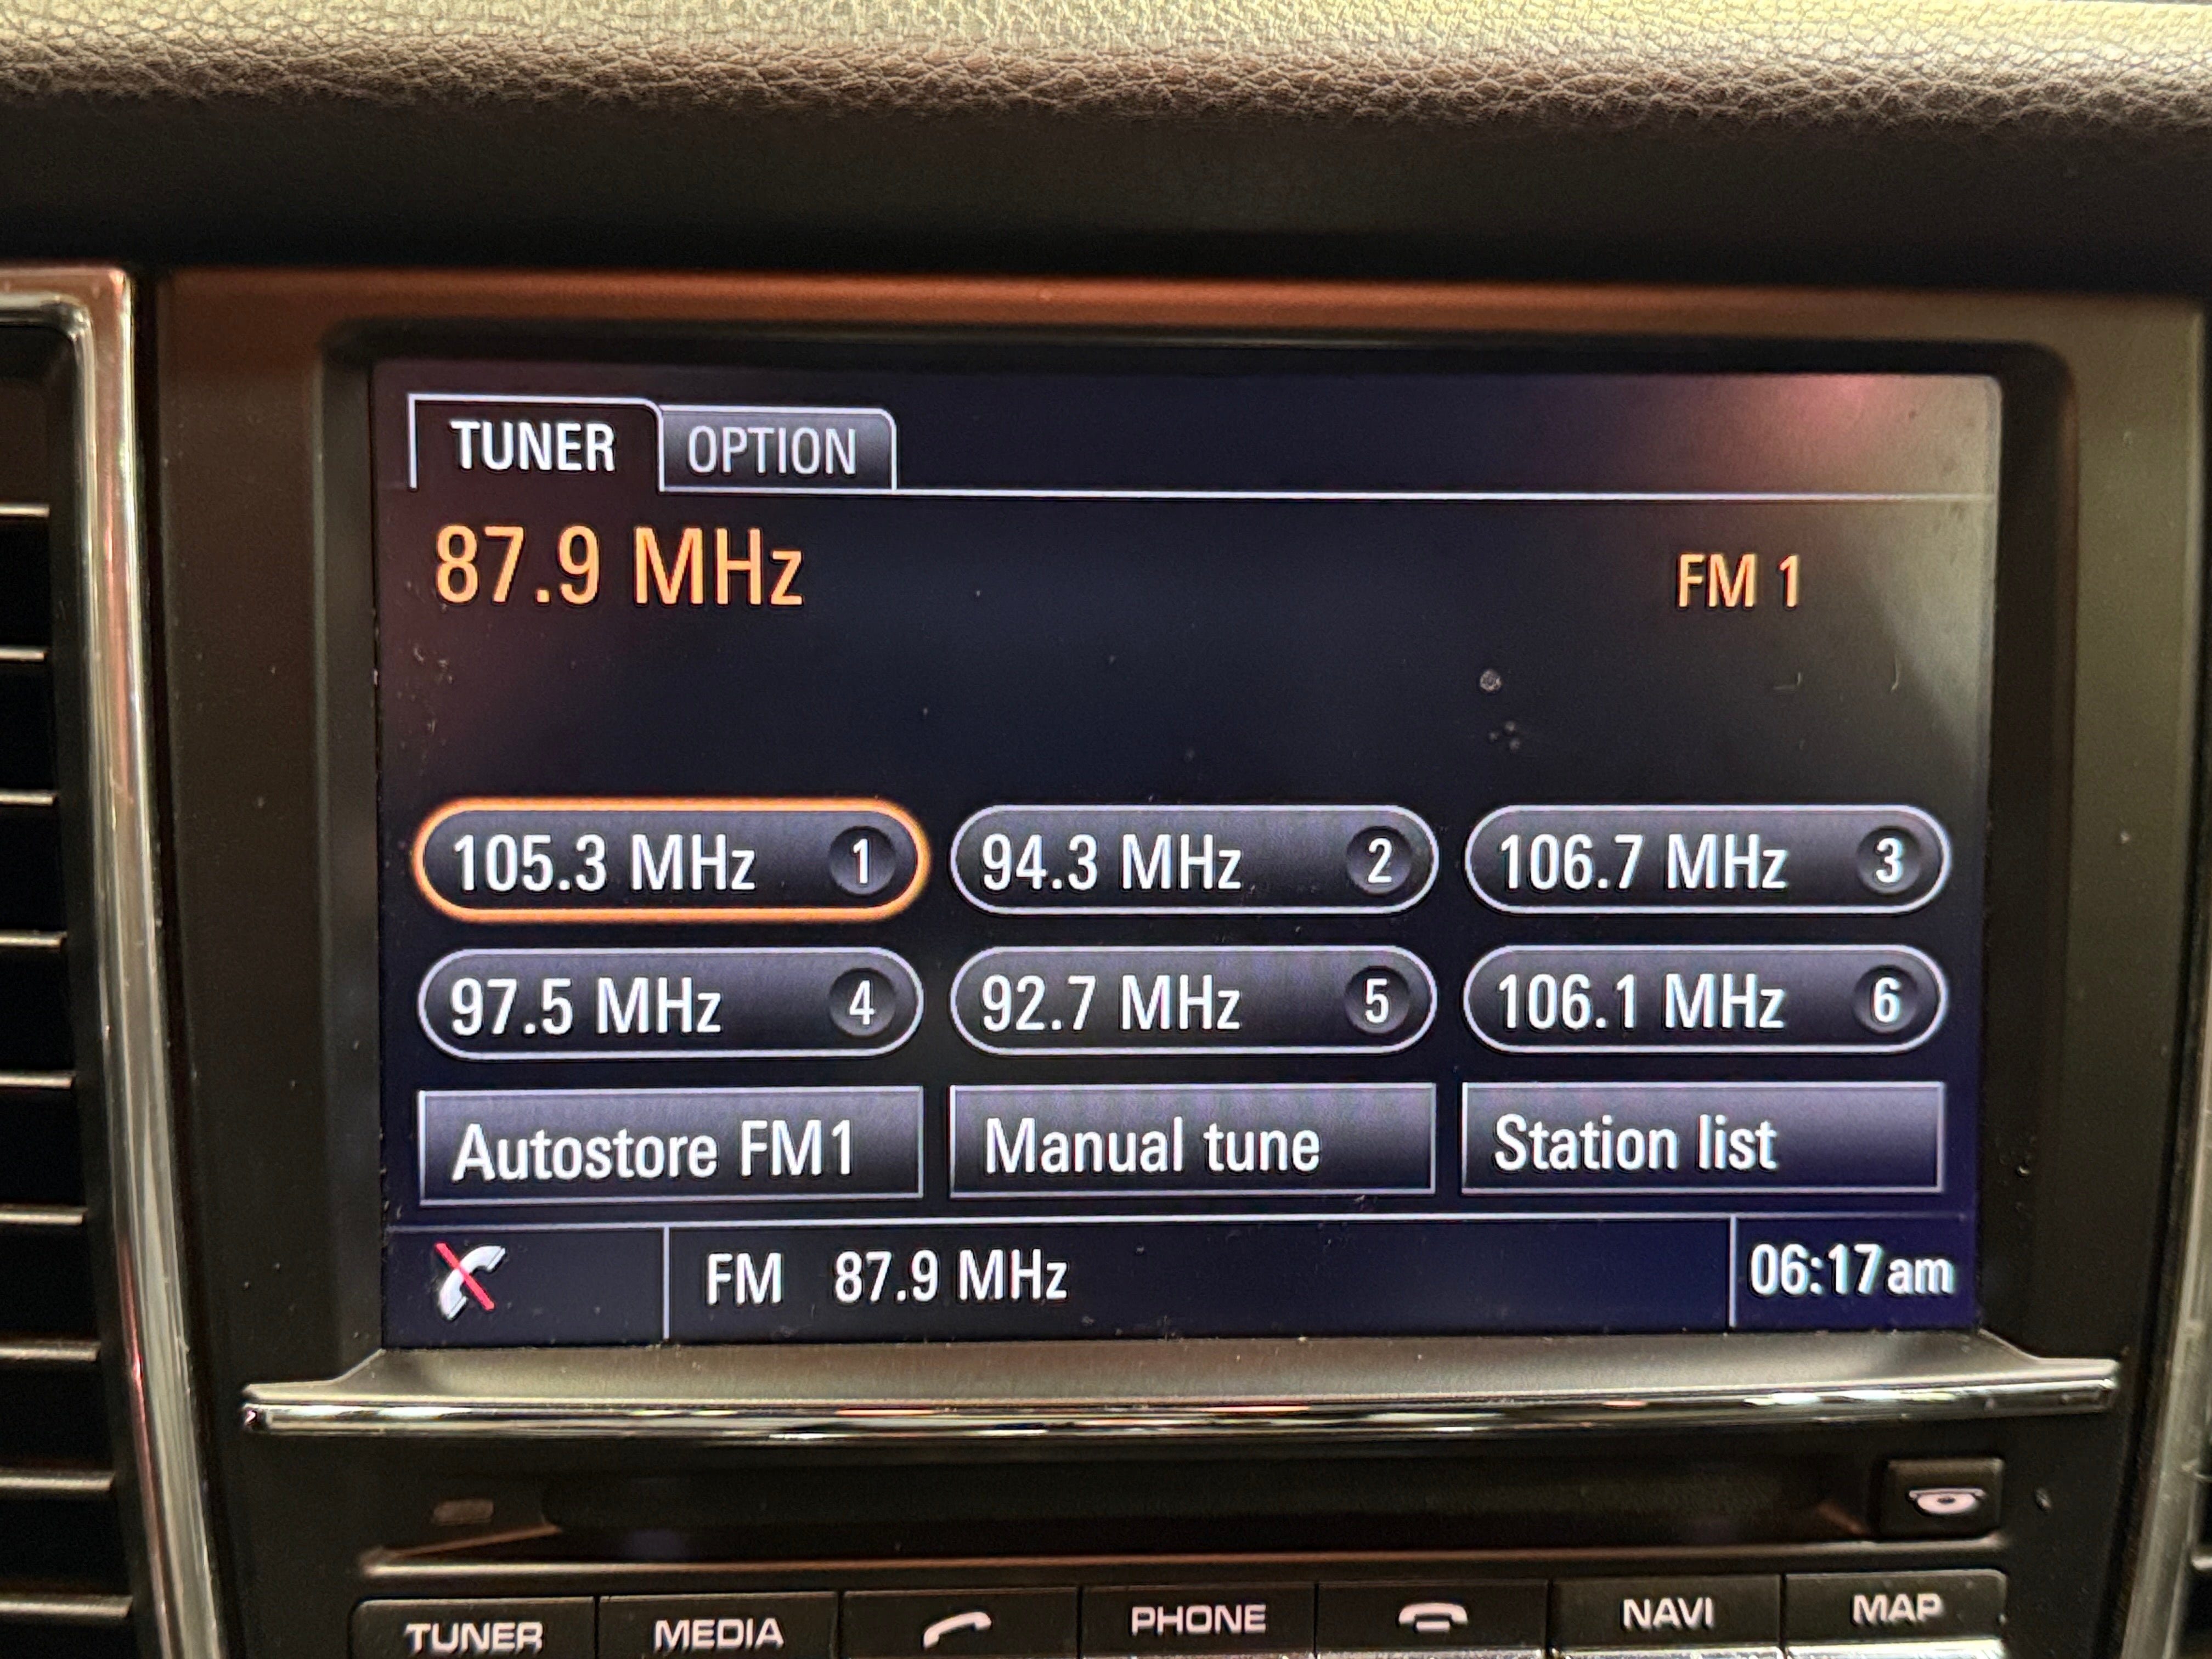 TUNER OPTION
87.9 MHz FM 1
105.3 MHz 1 94.3 MHz 2 106.7 MHz 3
97.5 MHz 4 92.7 MHz 5 106.1 MHz 6
Autostore FM1 Manual tune Station list
FM 87.9 MHz 06:17am
TUNER MEDIA PHONE NAVI MAP